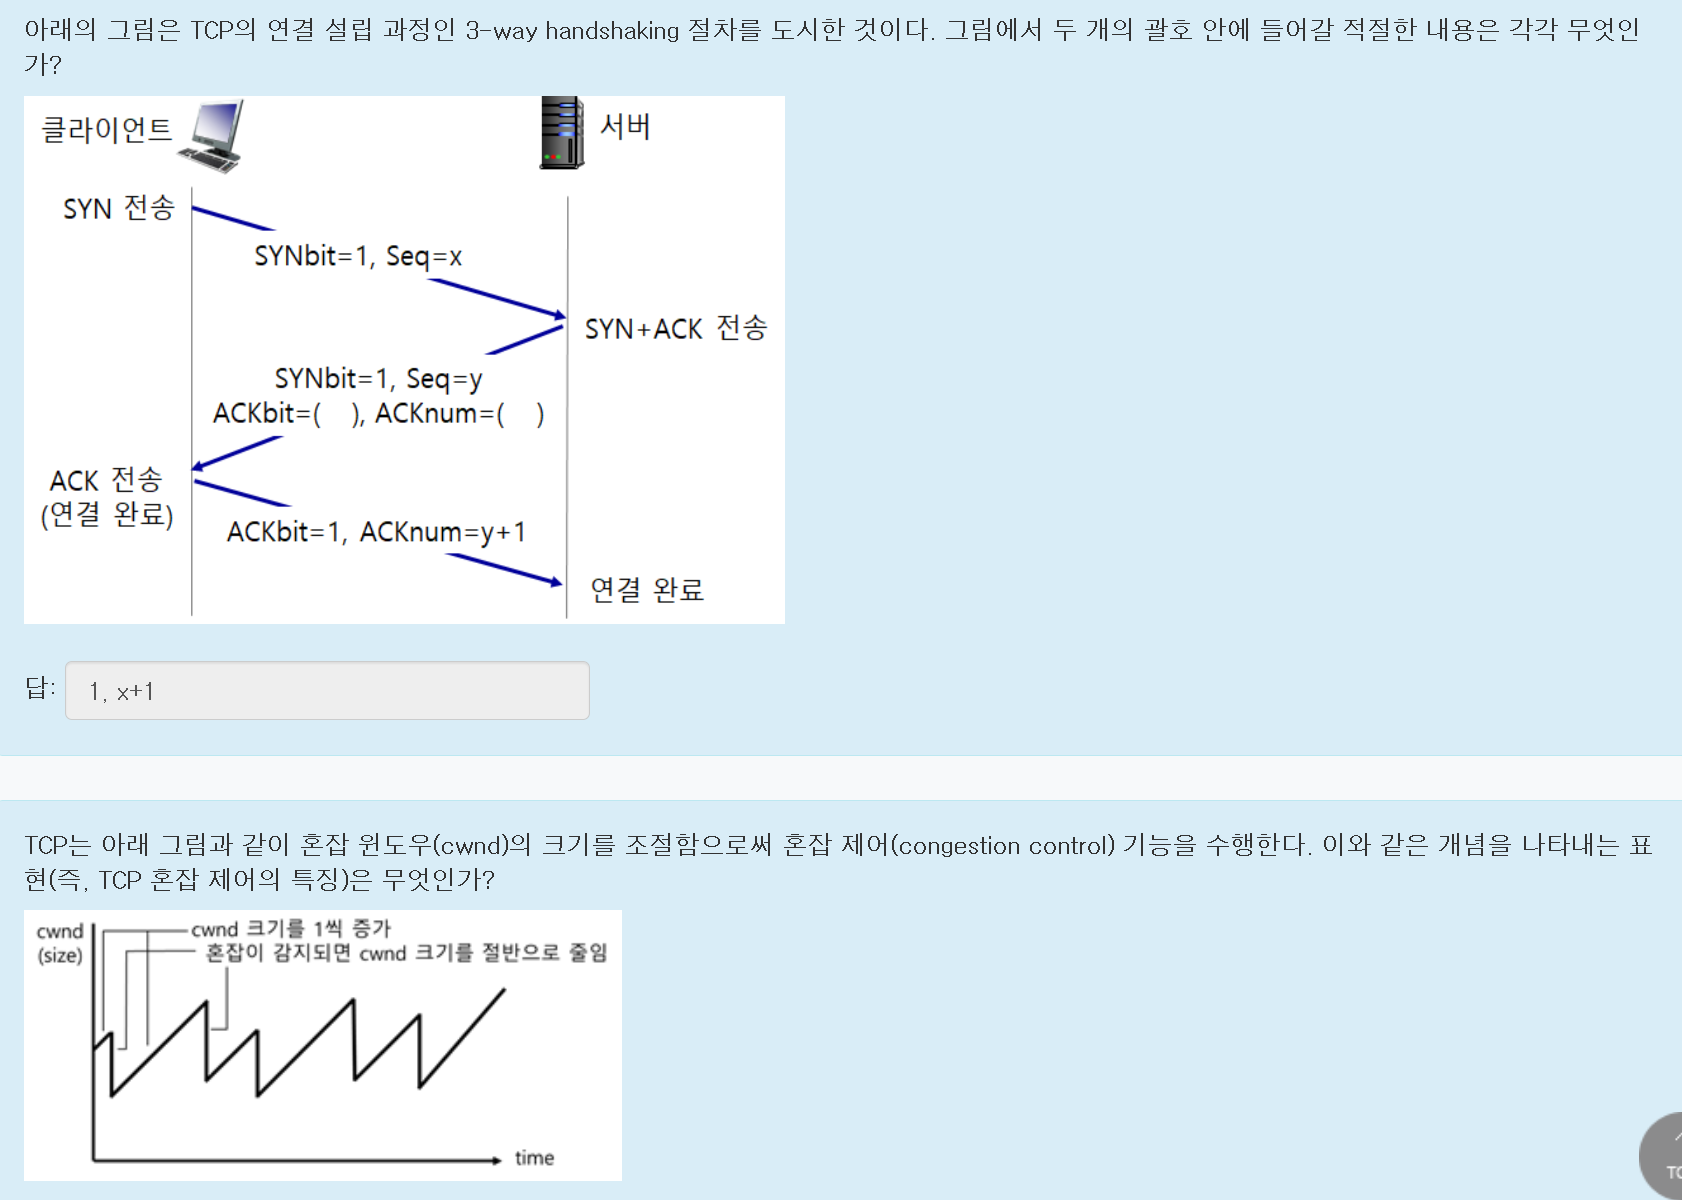 아래의 그림은 TCP의 연결 설립 과정인 3-way handshaking 절차를 도시한 것이다. 그림에서 두 개의 괄호 안에 들어갈 적절한 내용은 각각 무엇인
가?
클라이언트
서버
SYN 전송
SYNbit=1, Seq=x
SYN+ACK 전송
SYNbit=1, Seq=y
ACKbit=(   ), ACKnum=(   )
ACK 전송
(연결 완료)
ACKbit=1, ACKnum=y+1
연결 완료
답: 1, x+1
TCP는 아래 그림과 같이 혼잡 윈도우(cwnd)의 크기를 조절함으로써 혼잡 제어(congestion control) 기능을 수행한다. 이와 같은 개념을 나타내는 표
현(즉, TCP 혼잡 제어의 특징)은 무엇인가?
cwnd
(size)
cwnd 크기를 1씩 증가
혼잡이 감지되면 cwnd 크기를 절반으로 줄임
time